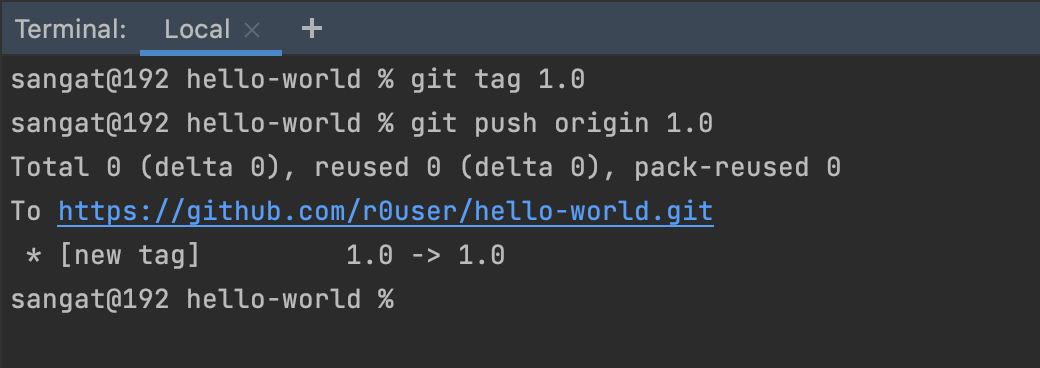 Terminal: Local × +
sangat@192 hello-world % git tag 1.0
sangat@192 hello-world % git push origin 1.0
Total 0 (delta 0), reused 0 (delta 0), pack-reused 0
To https://github.com/r0user/hello-world.git
 * [new tag]         1.0 -> 1.0
sangat@192 hello-world %